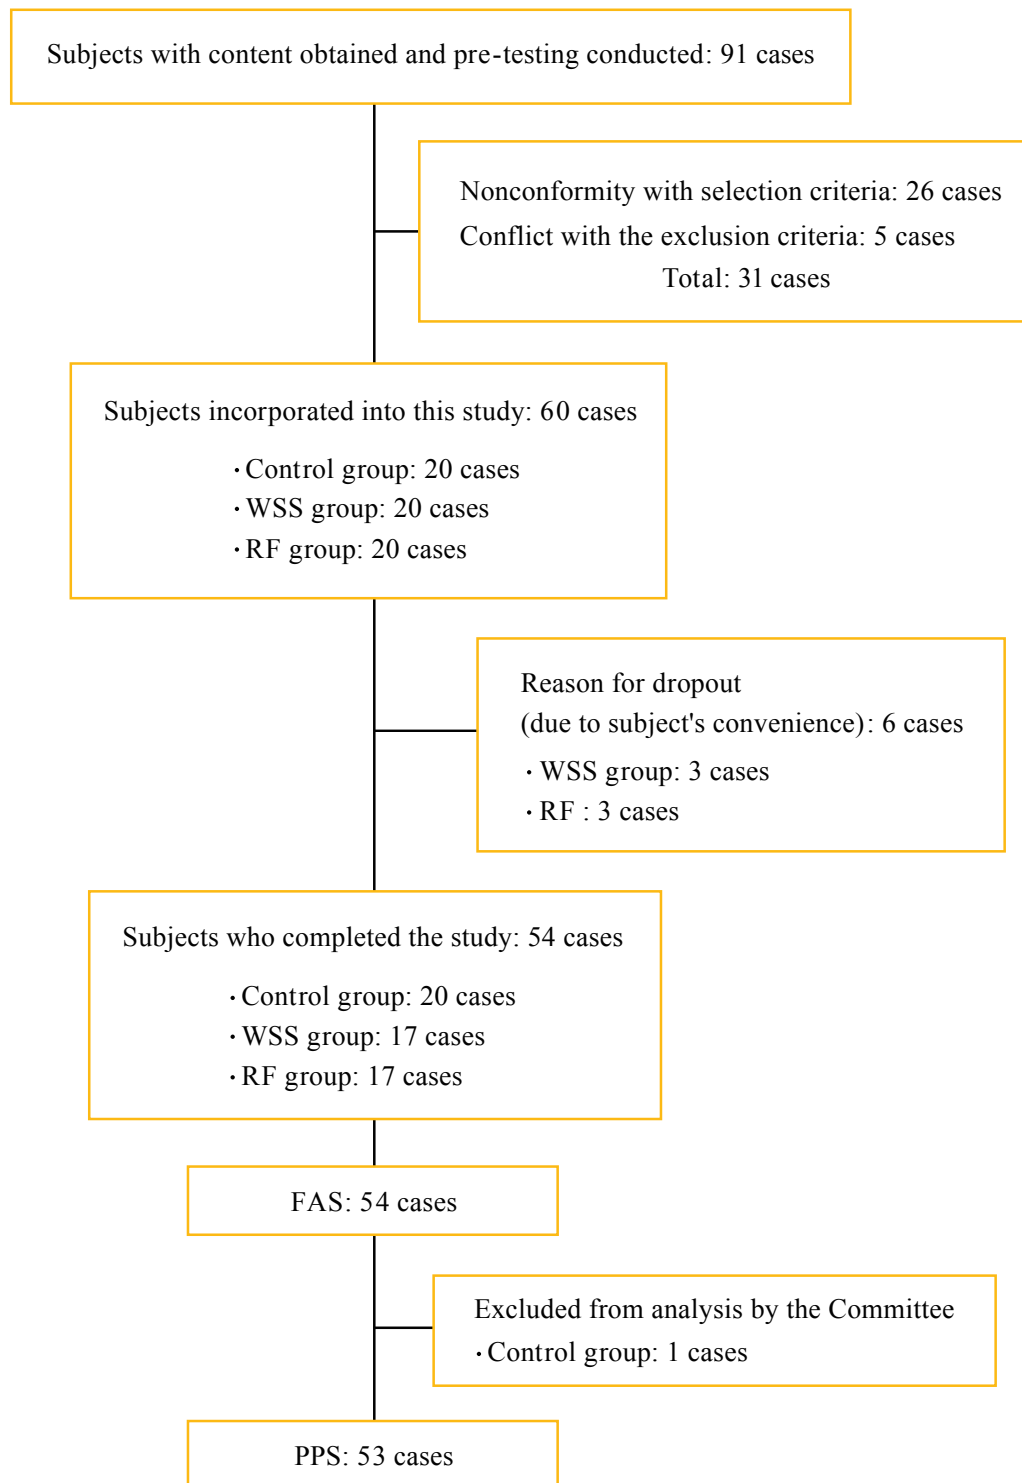 Subjects with content obtained and pre-testing conducted: 91 cases
Nonconformity with selection criteria: 26 cases
Conflict with the exclusion criteria: 5 cases
Total: 31 cases
Subjects incorporated into this study: 60 cases
· Control group: 20 cases
· WSS group: 20 cases
· RF group: 20 cases
Reason for dropout
(due to subject's convenience): 6 cases
· WSS group: 3 cases
· RF : 3 cases
Subjects who completed the study: 54 cases
· Control group: 20 cases
· WSS group: 17 cases
· RF group: 17 cases
FAS: 54 cases
Excluded from analysis by the Committee
· Control group: 1 cases
PPS: 53 cases